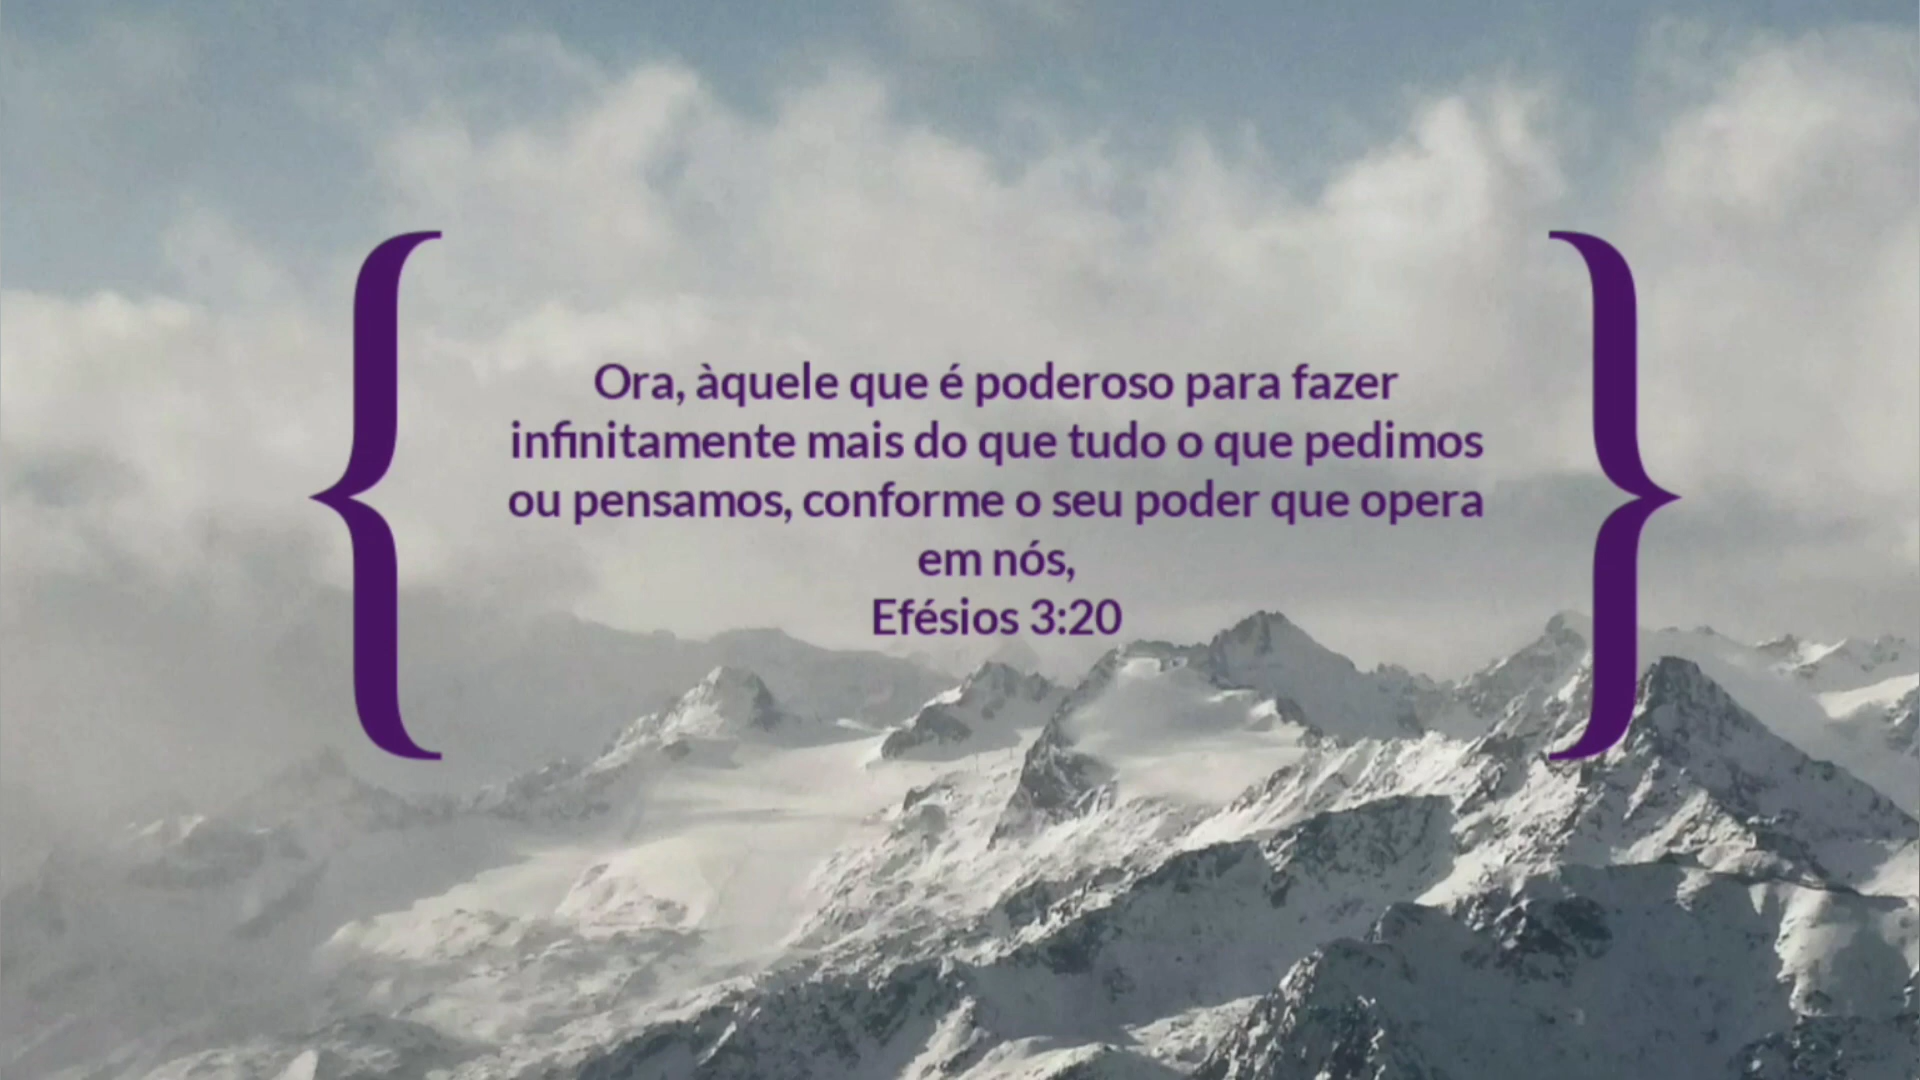 Ora, àquele que é poderoso para fazer
infinitamente mais do que tudo o que pedimos
ou pensamos, conforme o seu poder que opera
em nós,
Efésios 3:20